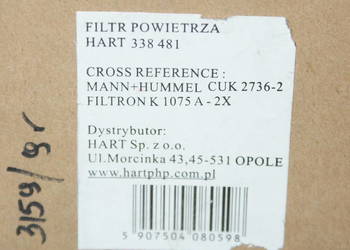 FILTR POWIETRZA
HART 338 481
CROSS REFERENCE :
MANN+HUMMEL CUK 2736-2
FILTRON K 1075 A - 2X
Dystrybutor:
HART Sp. z o.o.
Ul.Morcinka 43,45-531 OPOLE
www.hartphp.com.pl
5 907504 080598
3159/9r